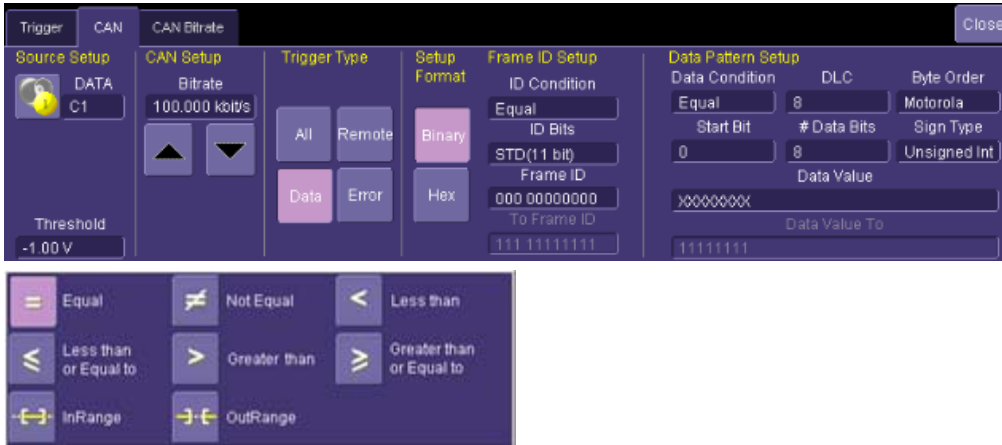 Trigger CAN CAN Bitrate Close
Source Setup CAN Setup Trigger Type Setup Format Frame ID Setup Data Pattern Setup
DATA
C1
Threshold
-1.00 V
Bitrate
100.000 kbit/s
All Remote
Data Error
Binary
Hex
ID Condition
Equal
ID Bits
STD(11 bit)
Frame ID
000 00000000
To Frame ID
111 11111111
Data Condition DLC Byte Order
Equal 8 Motorola
Start Bit # Data Bits Sign Type
0 8 Unsigned Int
Data Value
XXXXXXXX
Data Value To
11111111
= Equal ≠ Not Equal < Less than
≤ Less than or Equal to > Greater than ≥ Greater than or Equal to
InRange OutRange